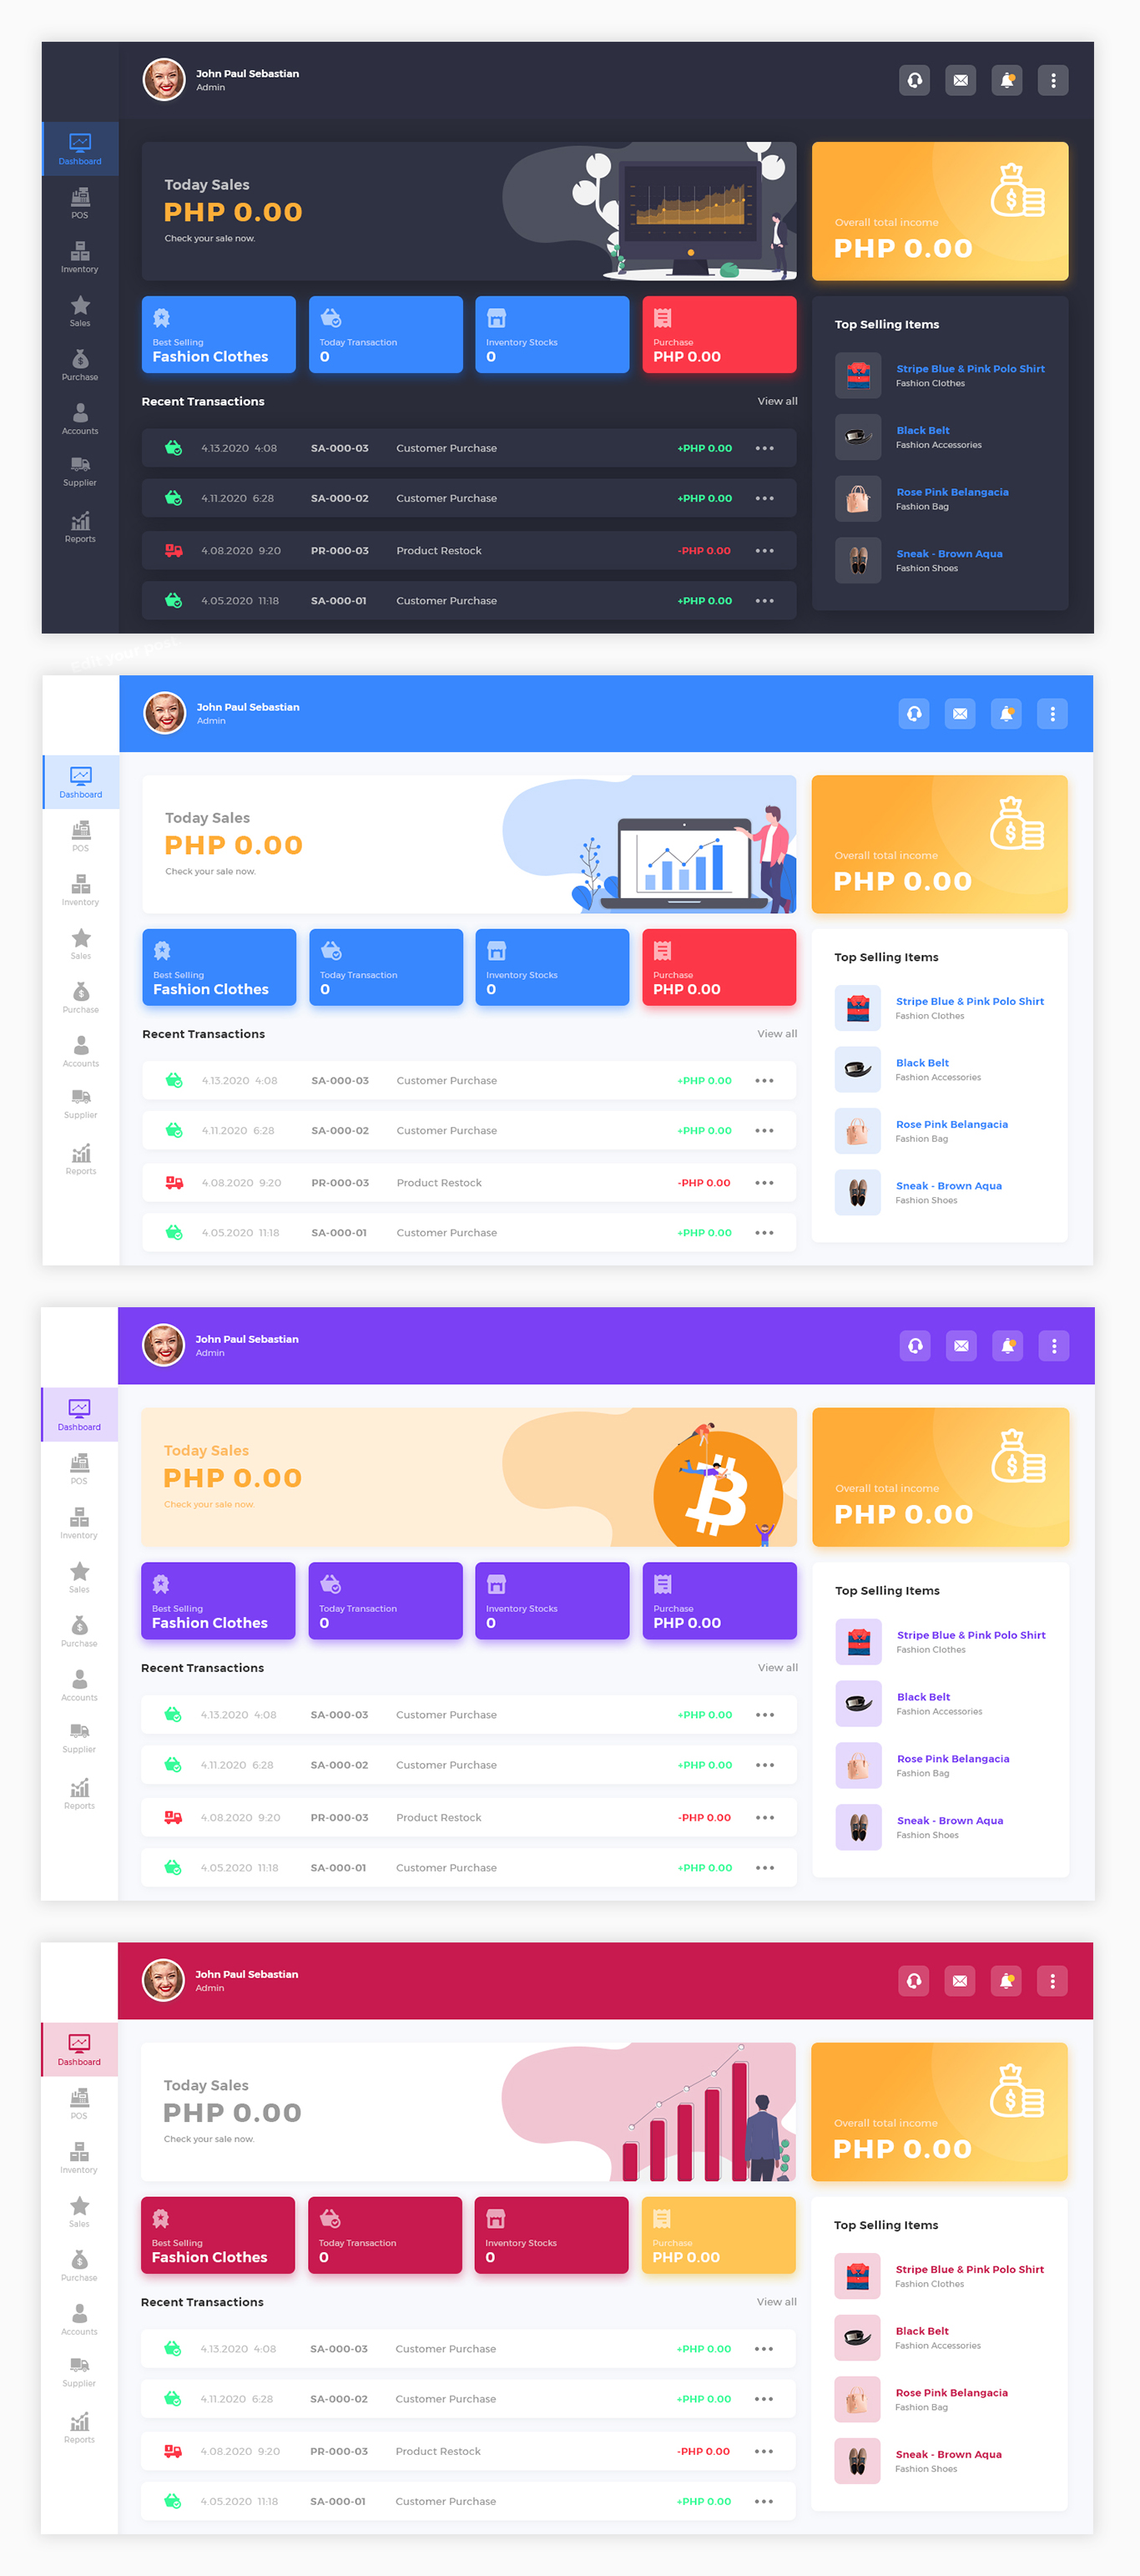 John Paul Sebastian
Admin
Dashboard
POS
Inventory
Sales
Purchase
Accounts
Supplier
Reports
Today Sales
PHP 0.00
Check your sale now.
Overall total income
PHP 0.00
Best Selling
Fashion Clothes
Today Transaction
0
Inventory Stocks
0
Purchase
PHP 0.00
Recent Transactions View all
4.13.2020 4:08 SA-000-03 Customer Purchase +PHP 0.00
4.11.2020 6:28 SA-000-02 Customer Purchase +PHP 0.00
4.08.2020 9:20 PR-000-03 Product Restock -PHP 0.00
4.05.2020 11:18 SA-000-01 Customer Purchase +PHP 0.00
Top Selling Items
Stripe Blue & Pink Polo Shirt
Fashion Clothes
Black Belt
Fashion Accessories
Rose Pink Belangacia
Fashion Bag
Sneak - Brown Aqua
Fashion Shoes
edit your post
John Paul Sebastian
Admin
Dashboard
POS
Inventory
Sales
Purchase
Accounts
Supplier
Reports
Today Sales
PHP 0.00
Check your sale now.
Overall total income
PHP 0.00
Best Selling
Fashion Clothes
Today Transaction
0
Inventory Stocks
0
Purchase
PHP 0.00
Recent Transactions View all
4.13.2020 4:08 SA-000-03 Customer Purchase +PHP 0.00
4.11.2020 6:28 SA-000-02 Customer Purchase +PHP 0.00
4.08.2020 9:20 PR-000-03 Product Restock -PHP 0.00
4.05.2020 11:18 SA-000-01 Customer Purchase +PHP 0.00
Top Selling Items
Stripe Blue & Pink Polo Shirt
Fashion Clothes
Black Belt
Fashion Accessories
Rose Pink Belangacia
Fashion Bag
Sneak - Brown Aqua
Fashion Shoes
John Paul Sebastian
Admin
Dashboard
POS
Inventory
Sales
Purchase
Accounts
Supplier
Reports
Today Sales
PHP 0.00
Check your sale now.
Overall total income
PHP 0.00
Best Selling
Fashion Clothes
Today Transaction
0
Inventory Stocks
0
Purchase
PHP 0.00
Recent Transactions View all
4.13.2020 4:08 SA-000-03 Customer Purchase +PHP 0.00
4.11.2020 6:28 SA-000-02 Customer Purchase +PHP 0.00
4.08.2020 9:20 PR-000-03 Product Restock -PHP 0.00
4.05.2020 11:18 SA-000-01 Customer Purchase +PHP 0.00
Top Selling Items
Stripe Blue & Pink Polo Shirt
Fashion Clothes
Black Belt
Fashion Accessories
Rose Pink Belangacia
Fashion Bag
Sneak - Brown Aqua
Fashion Shoes
John Paul Sebastian
Admin
Dashboard
POS
Inventory
Sales
Purchase
Accounts
Supplier
Reports
Today Sales
PHP 0.00
Check your sale now.
Overall total income
PHP 0.00
Best Selling
Fashion Clothes
Today Transaction
0
Inventory Stocks
0
Purchase
PHP 0.00
Recent Transactions View all
4.13.2020 4:08 SA-000-03 Customer Purchase +PHP 0.00
4.11.2020 6:28 SA-000-02 Customer Purchase +PHP 0.00
4.08.2020 9:20 PR-000-03 Product Restock -PHP 0.00
4.05.2020 11:18 SA-000-01 Customer Purchase +PHP 0.00
Top Selling Items
Stripe Blue & Pink Polo Shirt
Fashion Clothes
Black Belt
Fashion Accessories
Rose Pink Belangacia
Fashion Bag
Sneak - Brown Aqua
Fashion Shoes